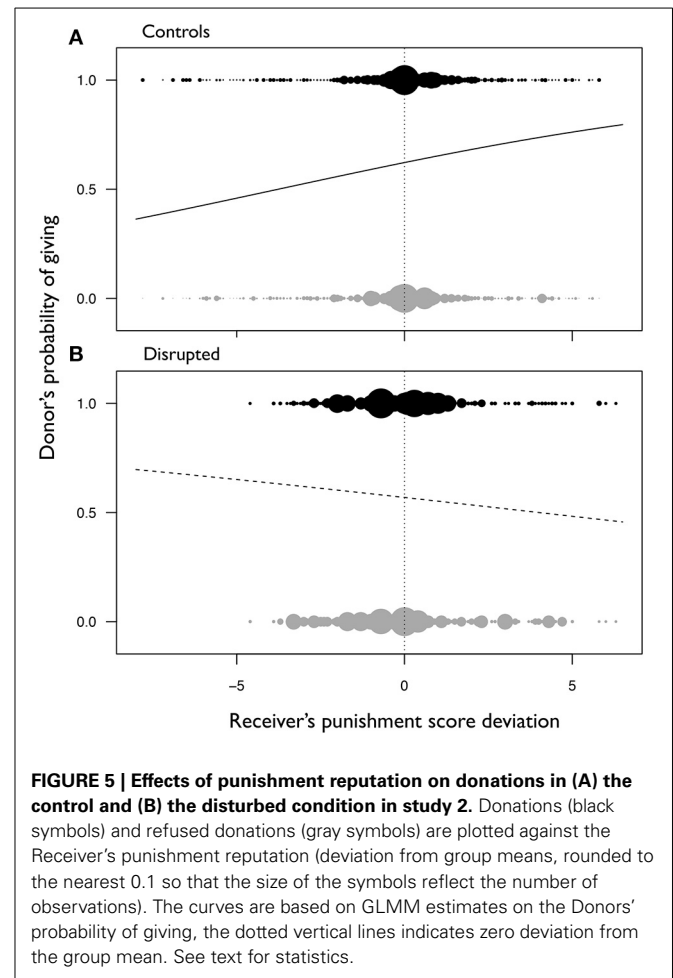 A
Controls
1.0
0.5
0.0
B
Disrupted
1.0
0.5
0.0
Donor's probability of giving
−5
0
5
Receiver's punishment score deviation
FIGURE 5 | Effects of punishment reputation on donations in (A) the
control and (B) the disturbed condition in study 2. Donations (black
symbols) and refused donations (gray symbols) are plotted against the
Receiver's punishment reputation (deviation from group means, rounded to
the nearest 0.1 so that the size of the symbols reflect the number of
observations). The curves are based on GLMM estimates on the Donors'
probability of giving, the dotted vertical lines indicates zero deviation from
the group mean. See text for statistics.